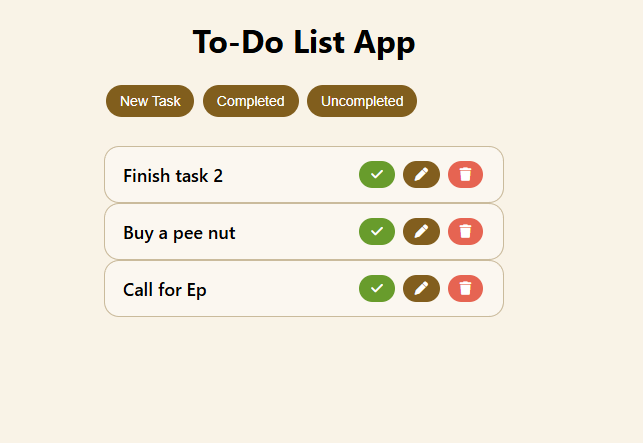 To-Do List App
New Task Completed Uncompleted
Finish task 2
Buy a pee nut
Call for Ep